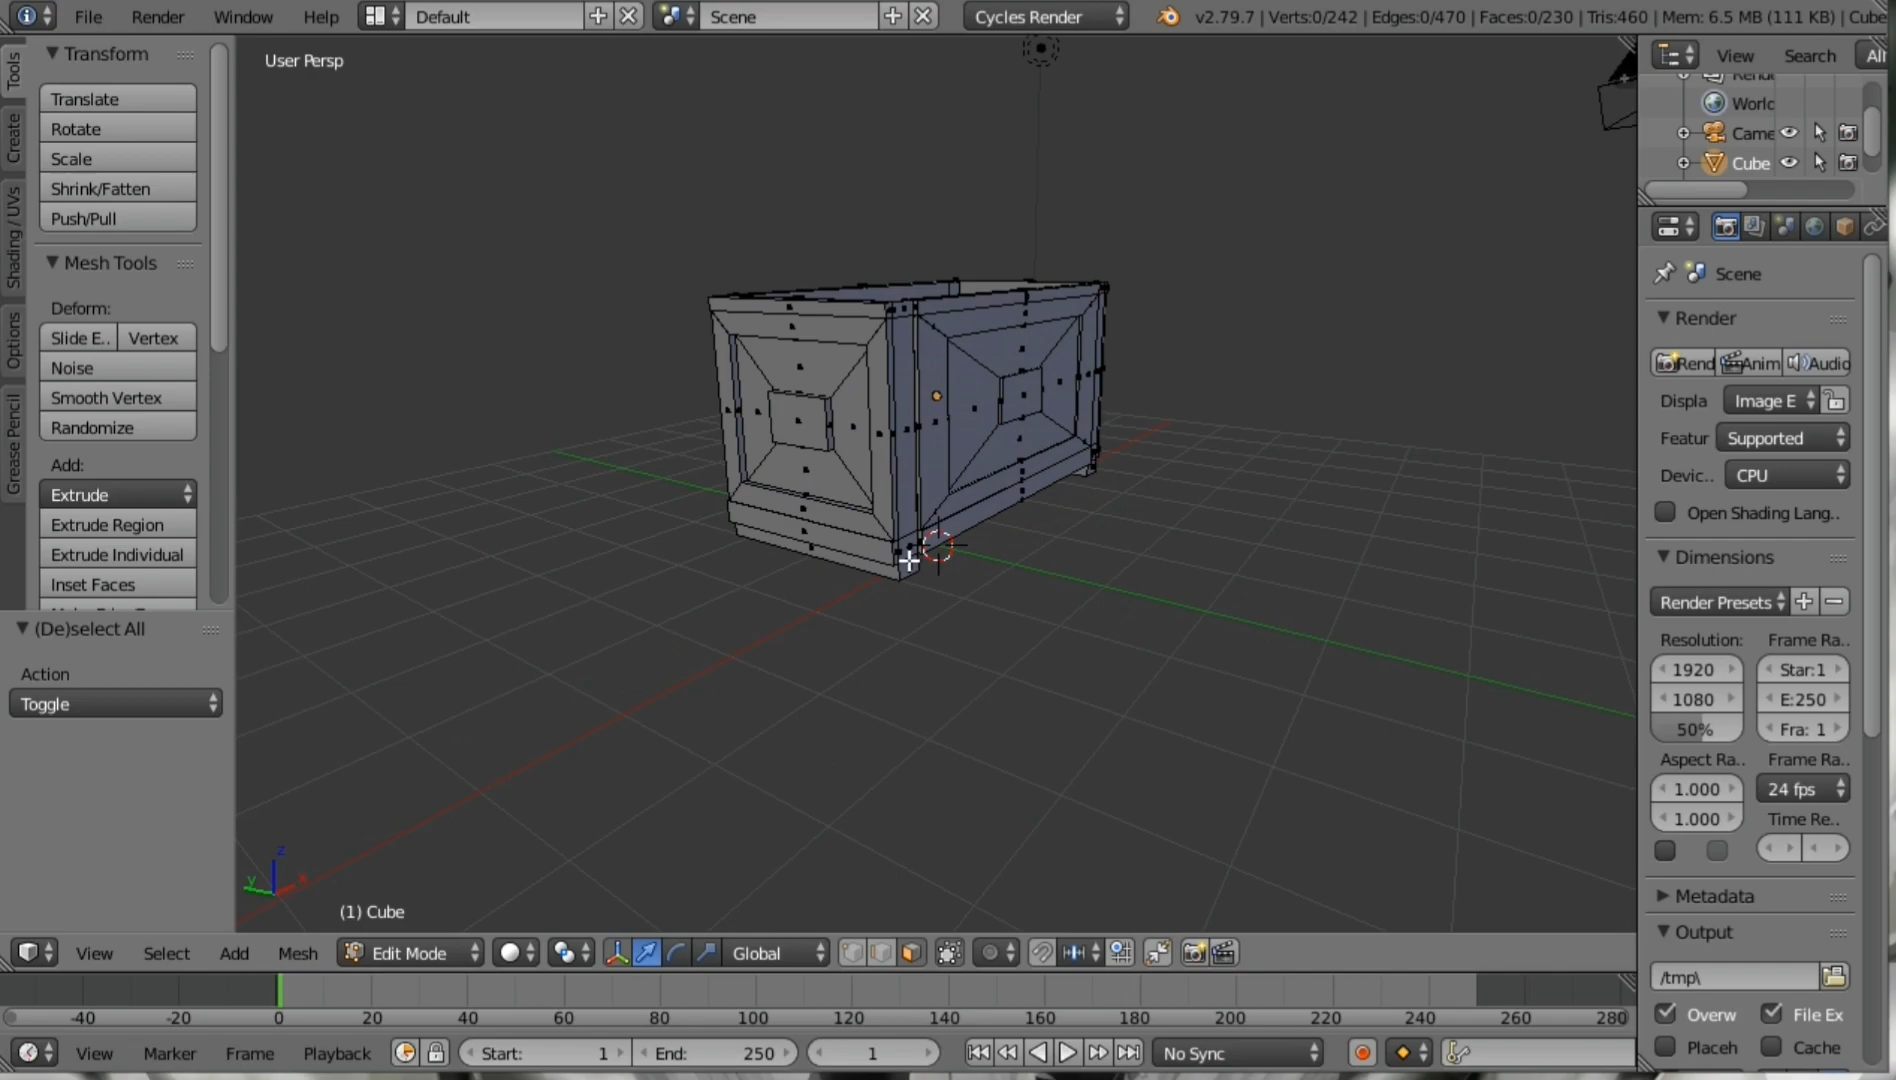 File Render Window Help Default Scene Cycles Render v2.79.7 | Verts:0/242 | Edges:0/470 | Faces:0/230 | Tris:460 | Mem: 6.5 MB (111 KB) | Cube
Tools
Create
Shading / UVs
Options
Grease Pencil
Transform
Translate
Rotate
Scale
Shrink/Fatten
Push/Pull
Mesh Tools
Deform:
Slide E.. Vertex
Noise
Smooth Vertex
Randomize
Add:
Extrude
Extrude Region
Extrude Individual
Inset Faces
(De)select All
Action
Toggle
User Persp
z
y x
(1) Cube
View Search All
World
Came
Cube
Scene
Render
Rend Anim Audio
Displa Image E
Featur Supported
Devic.. CPU
Open Shading Lang..
Dimensions
Render Presets
Resolution: Frame Ra..
1920 Star:1
1080 E:250
50% Fra: 1
Aspect Ra.. Frame Ra..
1.000 24 fps
1.000 Time Re..
Metadata
Output
/tmp\
Overw File Ex
Placeh Cache
View Select Add Mesh Edit Mode Global
-40 -20 0 20 40 60 80 100 120 140 160 180 200 220 240 260 280
View Marker Frame Playback Start: 1 End: 250 1 No Sync